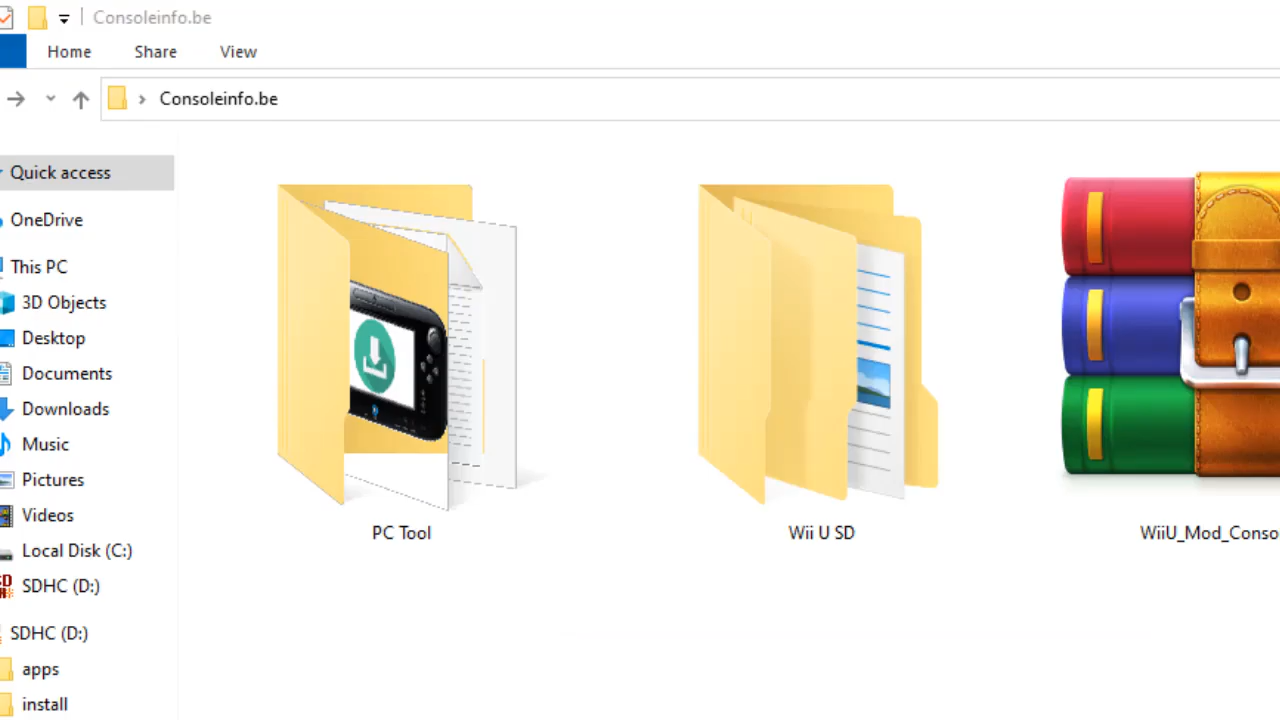 Consoleinfo.be
Home Share View
Consoleinfo.be
Quick access
OneDrive
This PC
3D Objects
Desktop
Documents
Downloads
Music
Pictures
Videos
Local Disk (C:)
SDHC (D:)
SDHC (D:)
apps
install
PC Tool
Wii U SD
WiiU_Mod_Conso